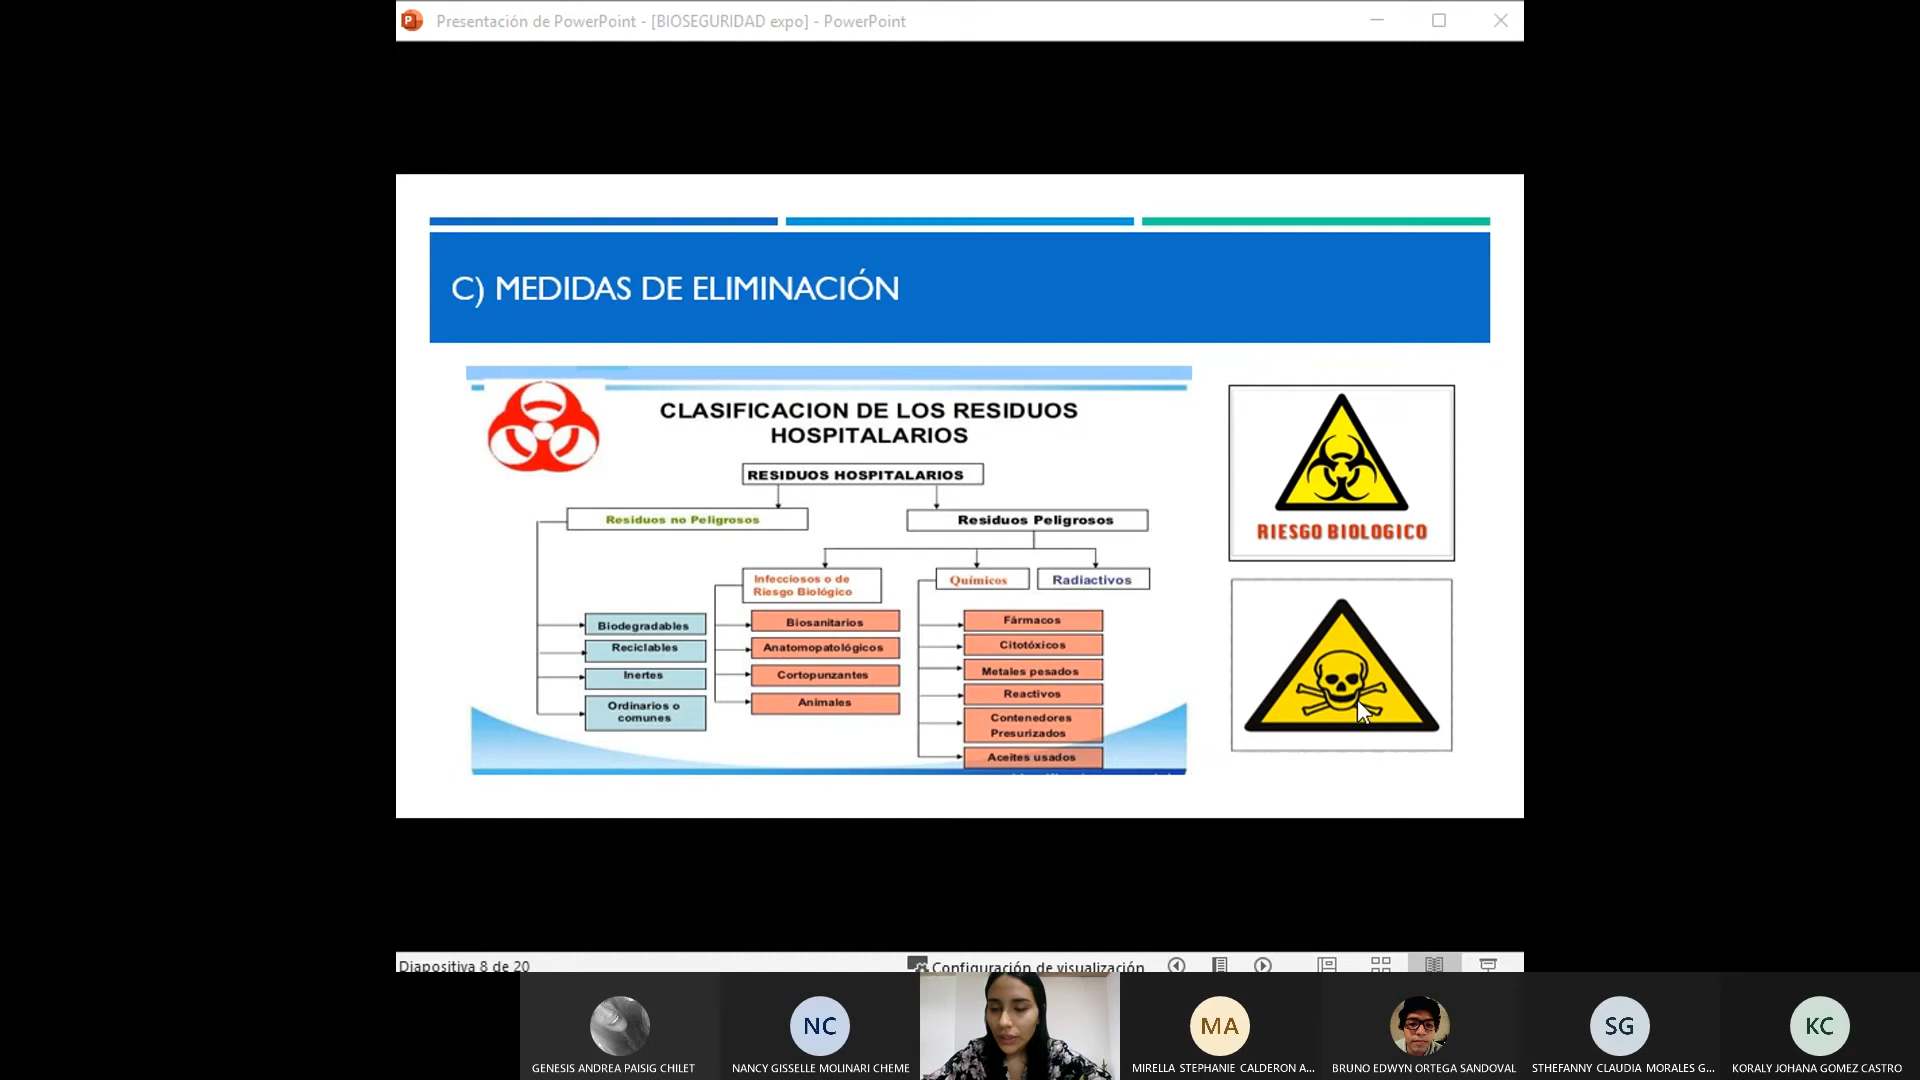 Presentación de PowerPoint - [BIOSEGURIDAD expo] - PowerPoint
C) MEDIDAS DE ELIMINACIÓN
CLASIFICACION DE LOS RESIDUOS
HOSPITALARIOS
RESIDUOS HOSPITALARIOS
Residuos no Peligrosos
Residuos Peligrosos
Infecciosos o de
Riesgo Biológico
Químicos
Radiactivos
Biodegradables
Reciclables
Inertes
Ordinarios o
comunes
Biosanitarios
Anatomopatológicos
Cortopunzantes
Animales
Fármacos
Citotóxicos
Metales pesados
Reactivos
Contenedores
Presurizados
Aceites usados
RIESGO BIOLOGICO
Diapositiva 8 de 20
Configuración de visualización
NC
MA
SG
KC
GENESIS ANDREA PAISIG CHILET
NANCY GISSELLE MOLINARI CHEME
MIRELLA STEPHANIE CALDERON A...
BRUNO EDWYN ORTEGA SANDOVAL
STHEFANNY CLAUDIA MORALES G...
KORALY JOHANA GOMEZ CASTRO